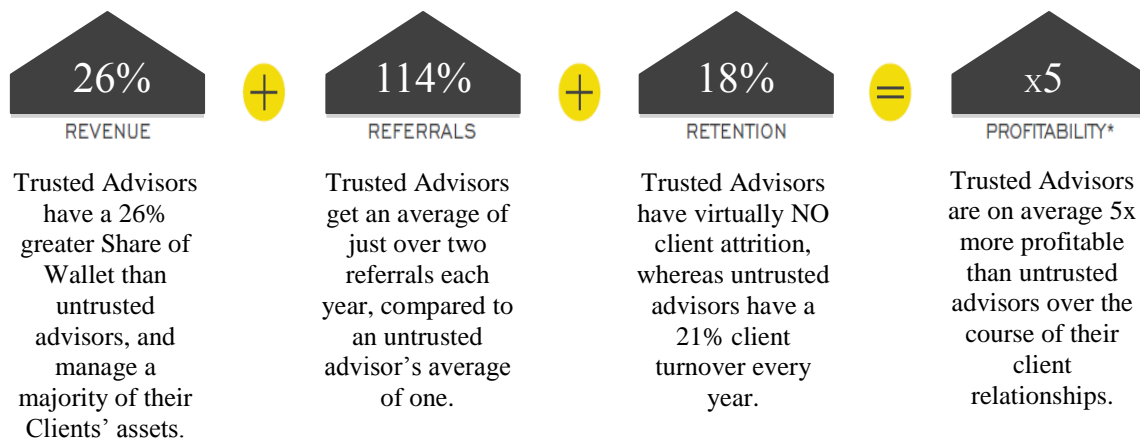 26%
+
114%
+
18%
=
x5
REVENUE
REFERRALS
RETENTION
PROFITABILITY*
Trusted Advisors
have a 26%
greater Share of
Wallet than
untrusted
advisors, and
manage a
majority of their
Clients’ assets.
Trusted Advisors
get an average of
just over two
referrals each
year, compared to
an untrusted
advisor’s average
of one.
Trusted Advisors
have virtually NO
client attrition,
whereas untrusted
advisors have a
21% client
turnover every
year.
Trusted Advisors
are on average 5x
more profitable
than untrusted
advisors over the
course of their
client
relationships.